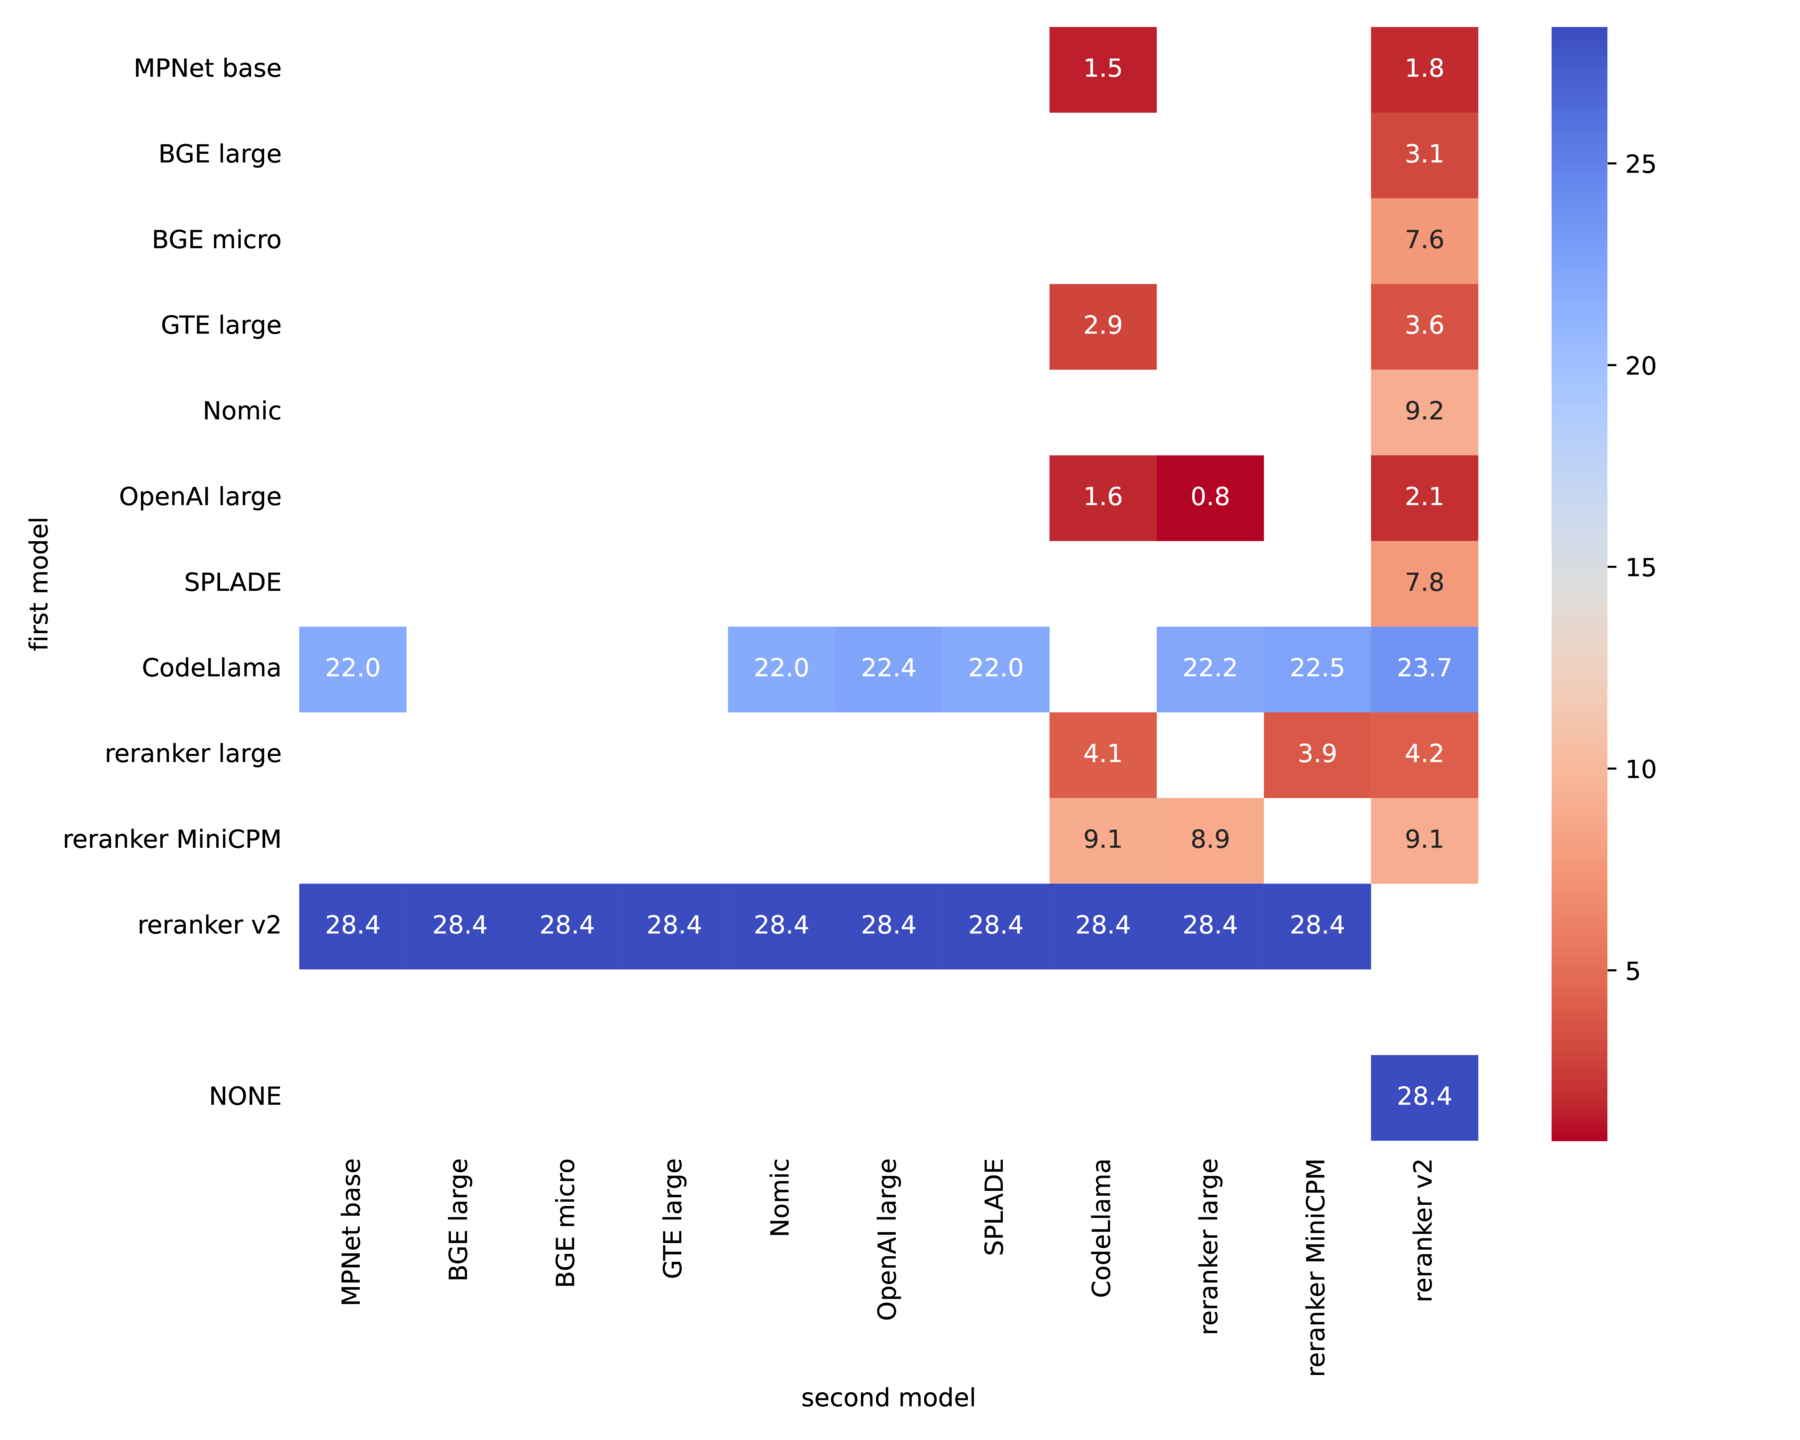 MPNet base 1.5 1.8
BGE large 3.1 25
BGE micro 7.6
GTE large 2.9 3.6
20
Nomic 9.2
OpenAI large 1.6 0.8 2.1
first model
SPLADE 7.8 15
CodeLlama 22.0 22.0 22.4 22.0 22.2 22.5 23.7
reranker large 4.1 3.9 4.2 10
reranker MiniCPM 9.1 8.9 9.1
reranker v2 28.4 28.4 28.4 28.4 28.4 28.4 28.4 28.4 28.4 28.4
5
NONE 28.4
MPNet base
BGE large
BGE micro
GTE large
Nomic
OpenAI large
SPLADE
CodeLlama
reranker large
reranker MiniCPM
reranker v2
second model